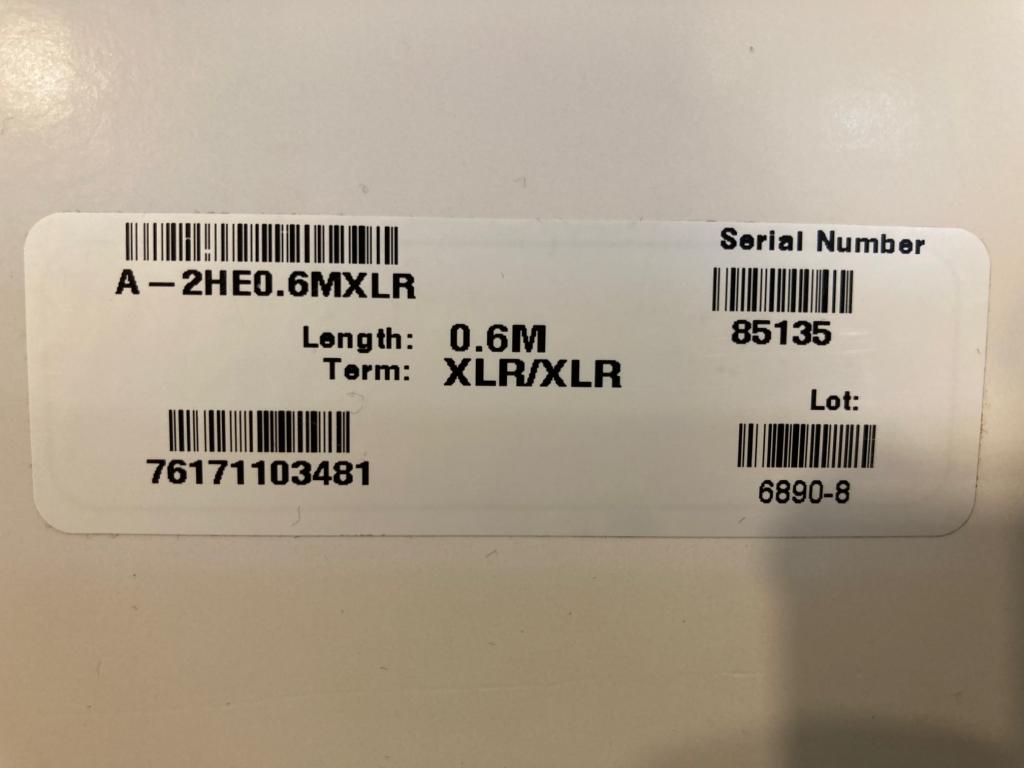 A-2HE0.6MXLR
Serial Number
85135
Length: 0.6M
Term: XLR/XLR
Lot:
76171103481
6890-8